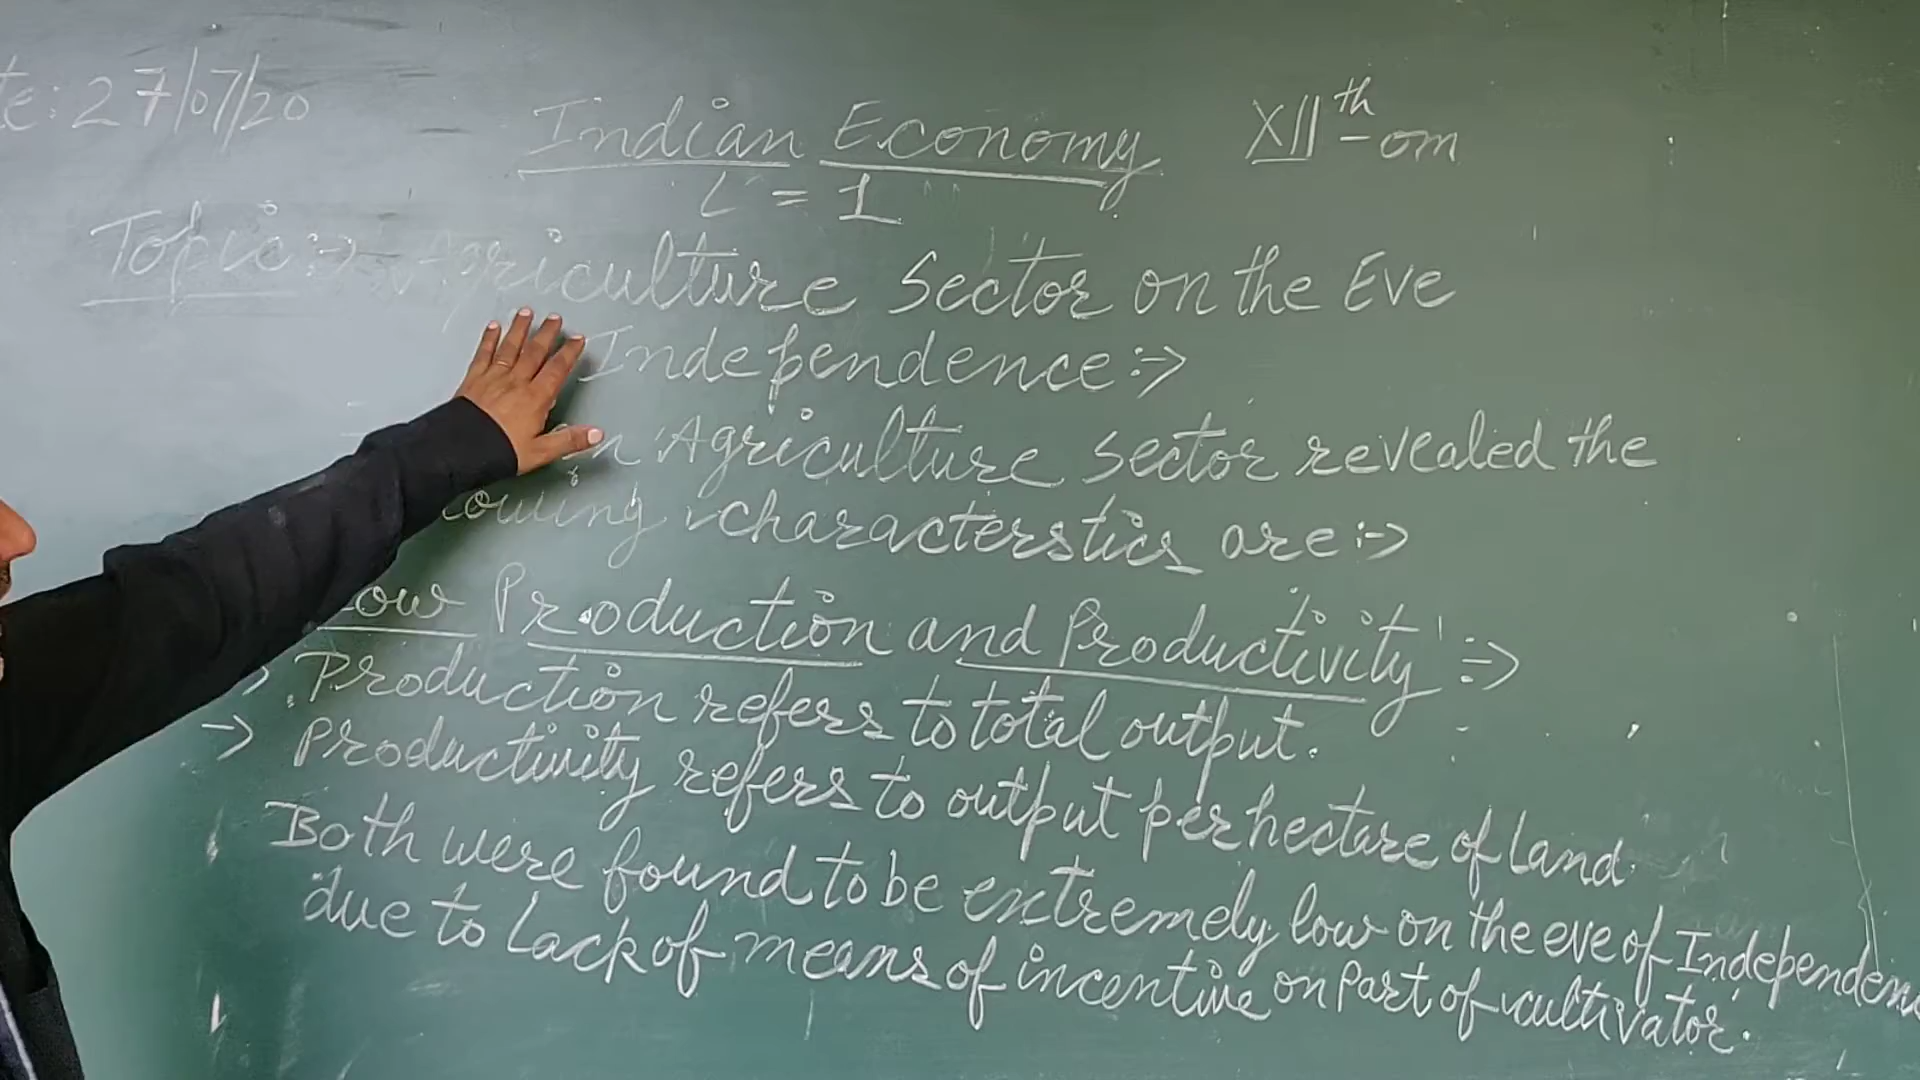 te: 27/07/20
Indian Economy XIIth - om
L = 1
Topic :-> Agriculture Sector on the Eve
Independence :->
Agriculture Sector revealed the
characterstics are :->
Low Production and Productivity :->
Production refers to total output.
-> Productivity refers to output per hectare of land.
Both were found to be extremely low on the eve of Independen
due to lack of means of incentive on part of cultivator.